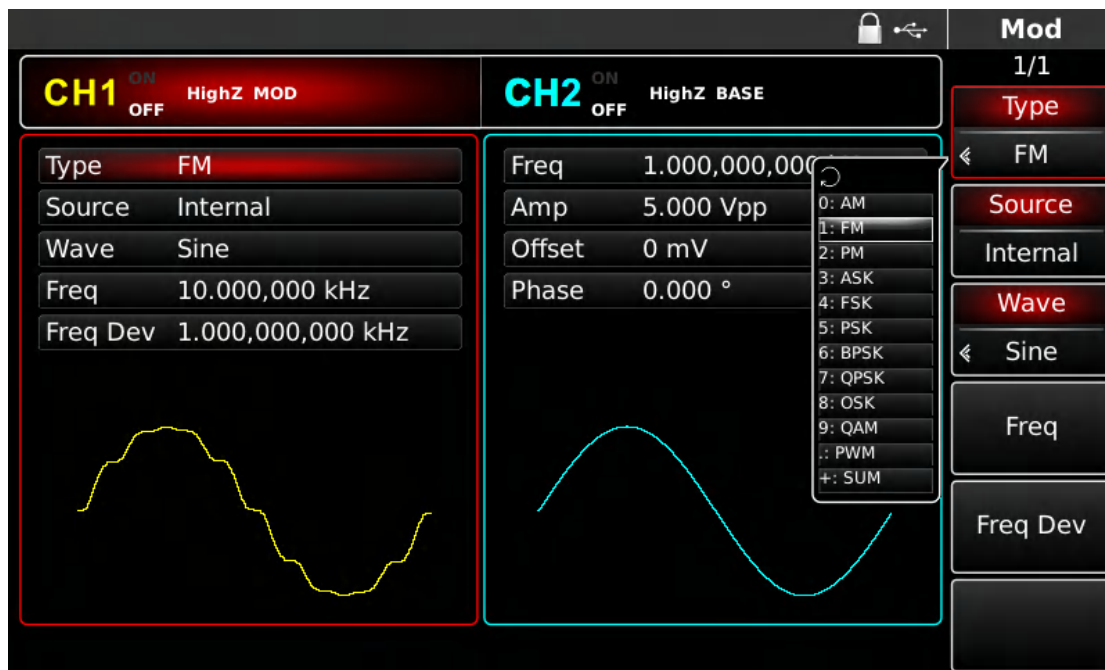 Mod
1/1
CH1 ON OFF HighZ MOD
CH2 ON OFF HighZ BASE
Type FM
Source Internal
Wave Sine
Freq 10.000,000 kHz
Freq Dev 1.000,000,000 kHz
Freq 1.000,000,000
Amp 5.000 Vpp
Offset 0 mV
Phase 0.000 °
0: AM
1: FM
2: PM
3: ASK
4: FSK
5: PSK
6: BPSK
7: QPSK
8: OSK
9: QAM
.: PWM
+: SUM
Type
FM
Source
Internal
Wave
Sine
Freq
Freq Dev